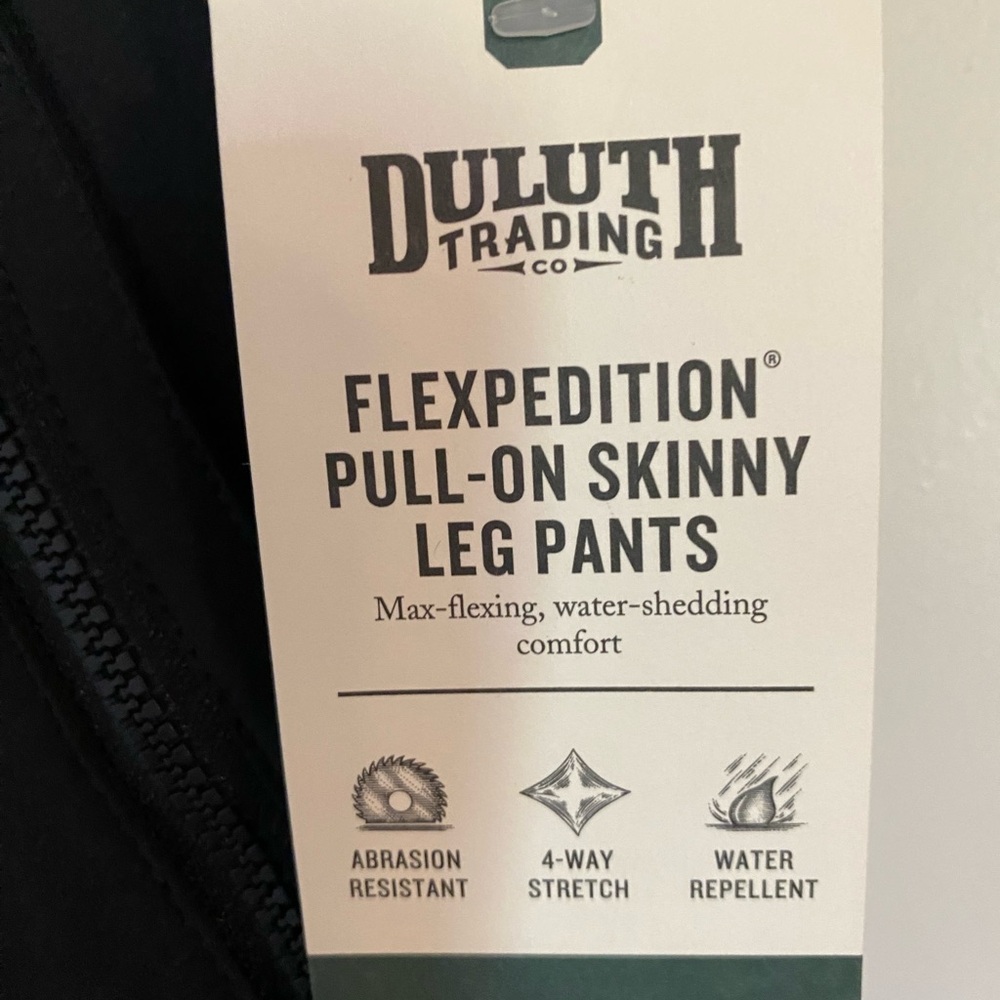 DULUTH
TRADING
CO
FLEXPEDITION®
PULL-ON SKINNY
LEG PANTS
Max-flexing, water-shedding
comfort
ABRASION
RESISTANT
4-WAY
STRETCH
WATER
REPELLENT